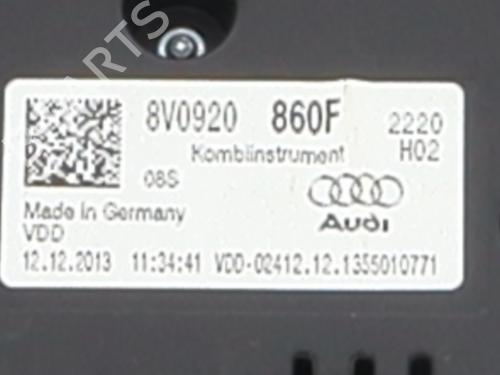 PARTS
8V0920 860F 2220
Kombiinstrument H02
08S
Made in Germany Audi
VDD
12.12.2013 11:34:41 VDD-02412.12.1355010771